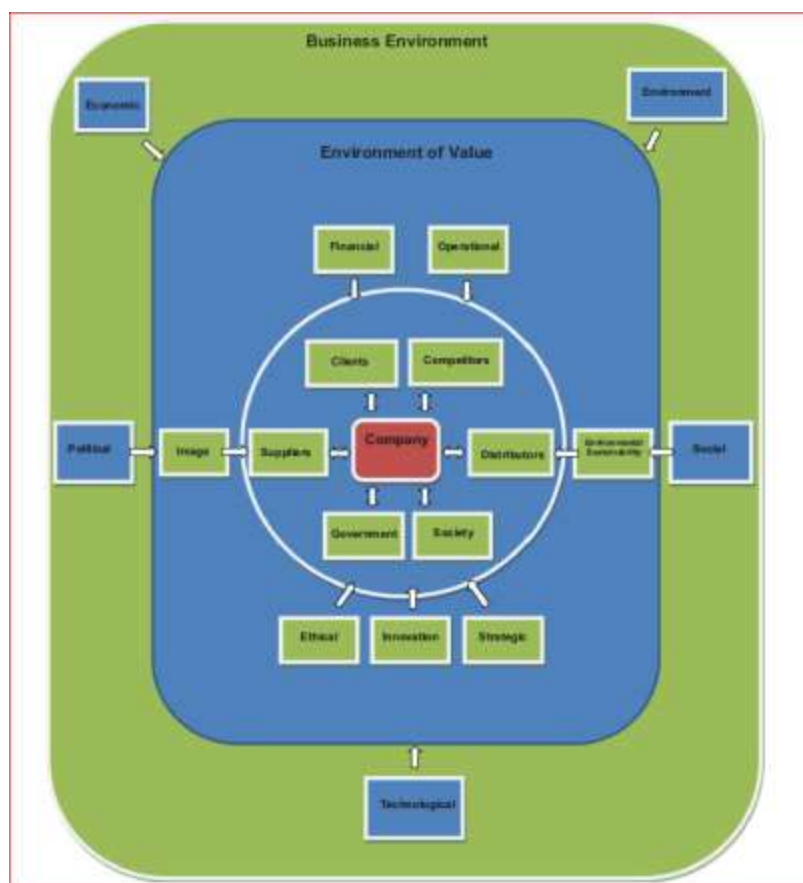 Business Environment
Economic
Environment
Environment of Value
Financial
Operational
Clients
Competitors
Political
Image
Suppliers
Company
Distributors
Environmental
Sustainability
Social
Government
Society
Ethical
Innovation
Strategic
Technological